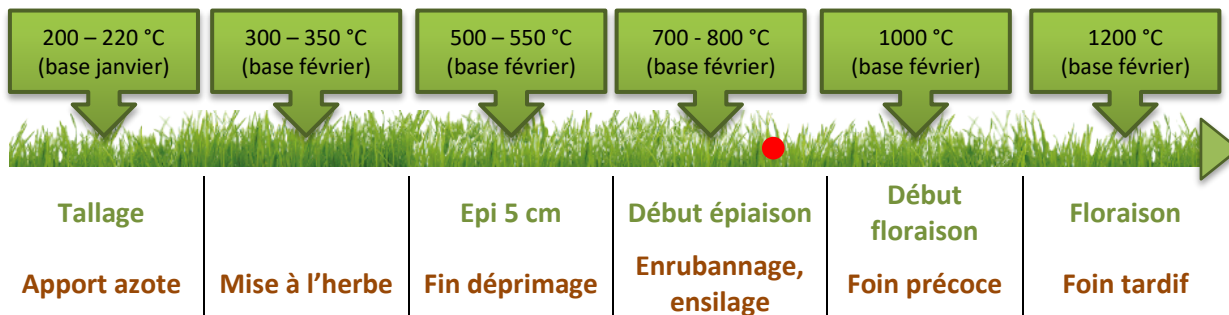 200 – 220 °C
(base janvier)
300 – 350 °C
(base février)
500 – 550 °C
(base février)
700 - 800 °C
(base février)
1000 °C
(base février)
1200 °C
(base février)
Tallage
Epi 5 cm
Début épiaison
Début
floraison
Floraison
Apport azote
Mise à l’herbe
Fin déprimage
Enrubannage,
ensilage
Foin précoce
Foin tardif